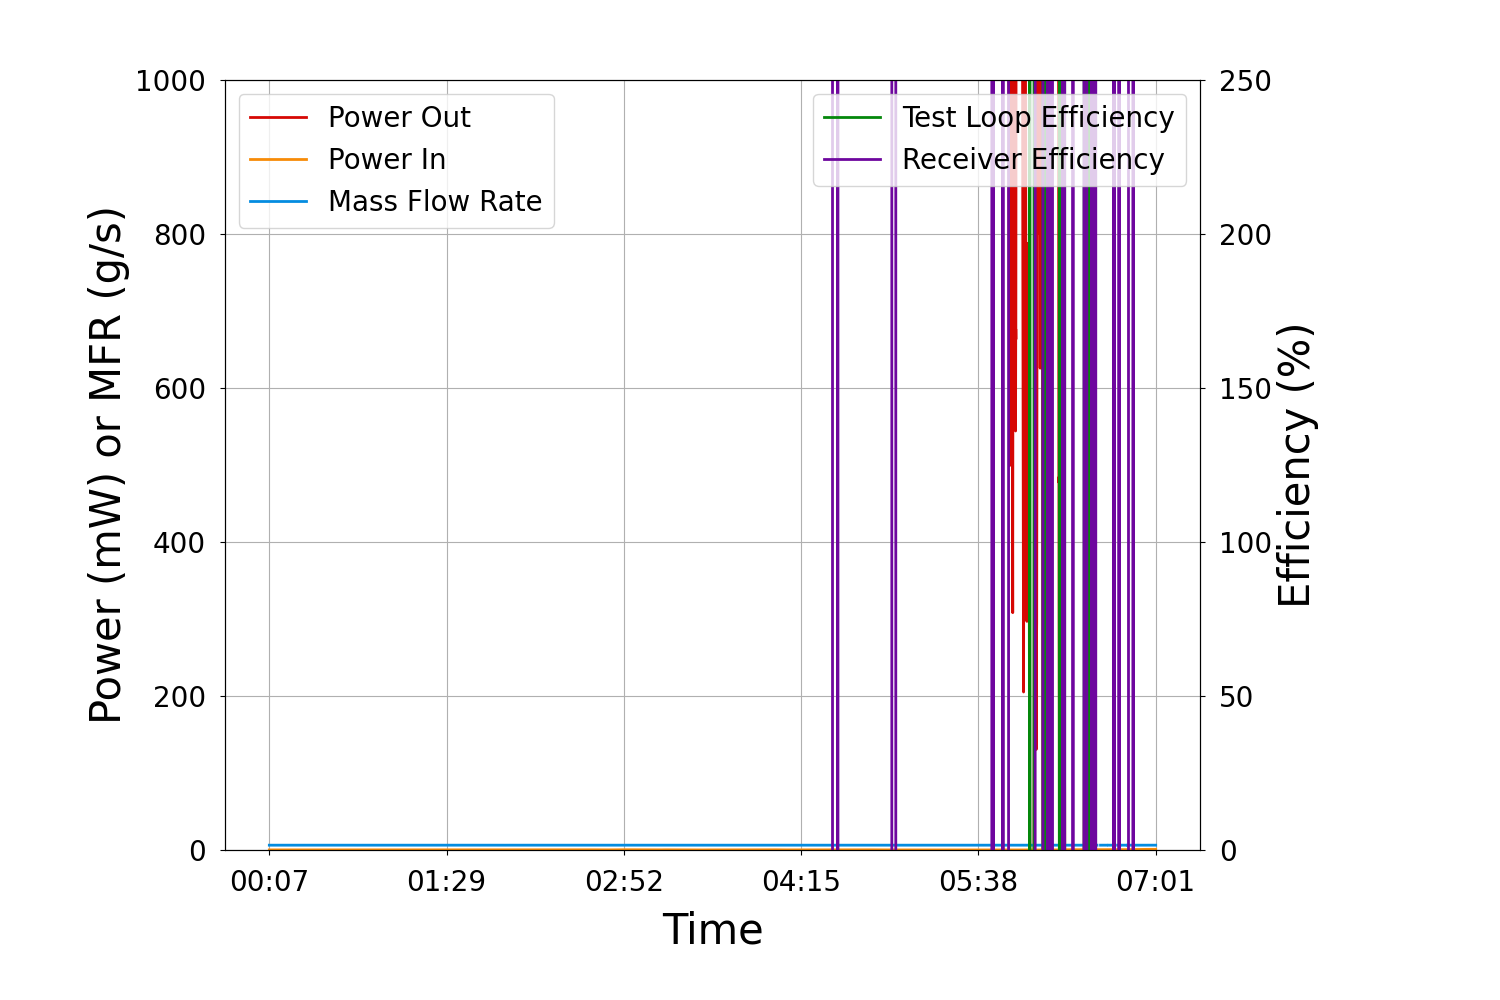 1000
800
600
400
200
0
Power (mW) or MFR (g/s)
Power Out
Power In
Mass Flow Rate
Test Loop Efficiency
Receiver Efficiency
250
200
150
100
50
0
Efficiency (%)
00:07 01:29 02:52 04:15 05:38 07:01
Time